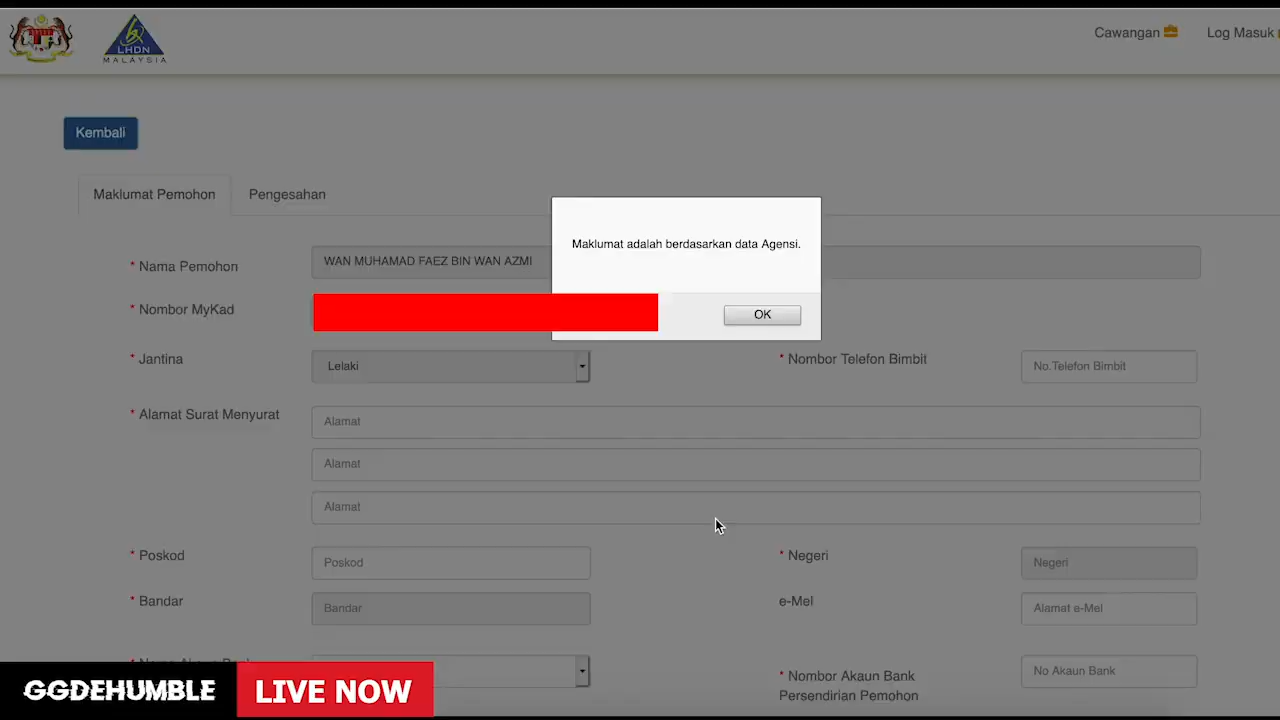 LHDN
MALAYSIA
Cawangan
Log Masuk
Kembali
Maklumat Pemohon
Pengesahan
Maklumat adalah berdasarkan data Agensi.
OK
* Nama Pemohon
WAN MUHAMAD FAEZ BIN WAN AZMI
* Nombor MyKad
* Jantina
Lelaki
* Nombor Telefon Bimbit
No.Telefon Bimbit
* Alamat Surat Menyurat
Alamat
Alamat
Alamat
* Poskod
Poskod
* Negeri
Negeri
* Bandar
Bandar
e-Mel
Alamat e-Mel
* Nombor Akaun Bank
Persendirian Pemohon
No Akaun Bank
GGDEHUMBLE
LIVE NOW